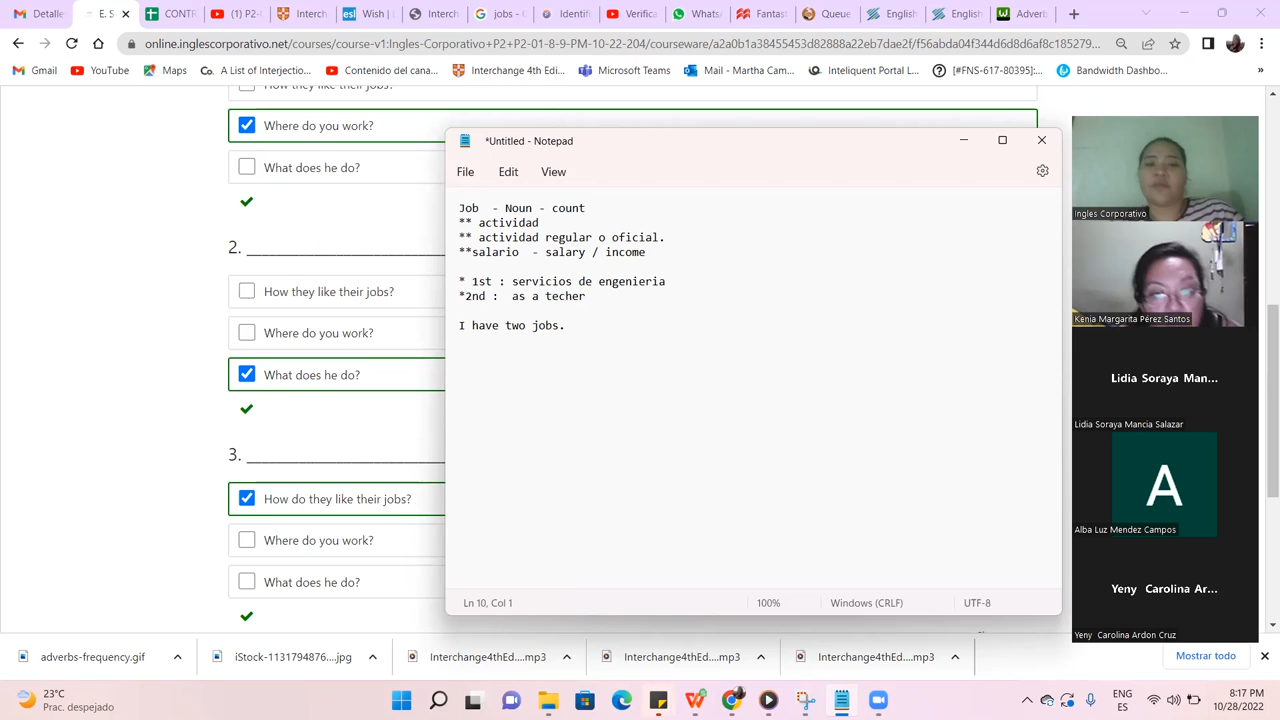 Detalle
E. S
CONTR
(1) P2-0
Interch
esl
Wish |
Interch
jobs - G
Identi
Verifica
Whats
Fantas
Que
English
English
Adverb
online.inglescorporativo.net/courses/course-v1:Ingles-Corporativo+P2+P2-01-8-9-PM-10-22-204/courseware/a2a0b1a38455453d82888a22eb7dae2f/f56abda04f344d6d8d6af8c185279...
Gmail
YouTube
Maps
A List of Interjectio...
Contenido del cana...
Interchange 4th Edi...
Microsoft Teams
Mail - Martha Cam...
Inteliquent Portal L...
[#FNS-617-80395]:...
Bandwidth Dashbo...
»
How they like their jobs?
Where do you work?
What does he do?
2.
How they like their jobs?
Where do you work?
What does he do?
3.
How do they like their jobs?
Where do you work?
What does he do?
*Untitled - Notepad
File Edit View
Job - Noun - count
** actividad
** actividad regular o oficial.
**salario - salary / income
* 1st : servicios de engenieria
*2nd : as a techer
I have two jobs.
Ln 10, Col 1
100%
Windows (CRLF)
UTF-8
Ingles Corporativo
Kenia Margarita Pérez Santos
Lidia Soraya Man...
Lidia Soraya Mancia Salazar
A
Alba Luz Mendez Campos
Yeny Carolina Ar...
Yeny Carolina Ardon Cruz
adverbs-frequency.gif
iStock-1131794876....jpg
Interchange4thEd....mp3
Interchange4thEd....mp3
Interchange4thEd....mp3
Mostrar todo
23°C
Prac. despejado
ENG
ES
8:17 PM
10/28/2022